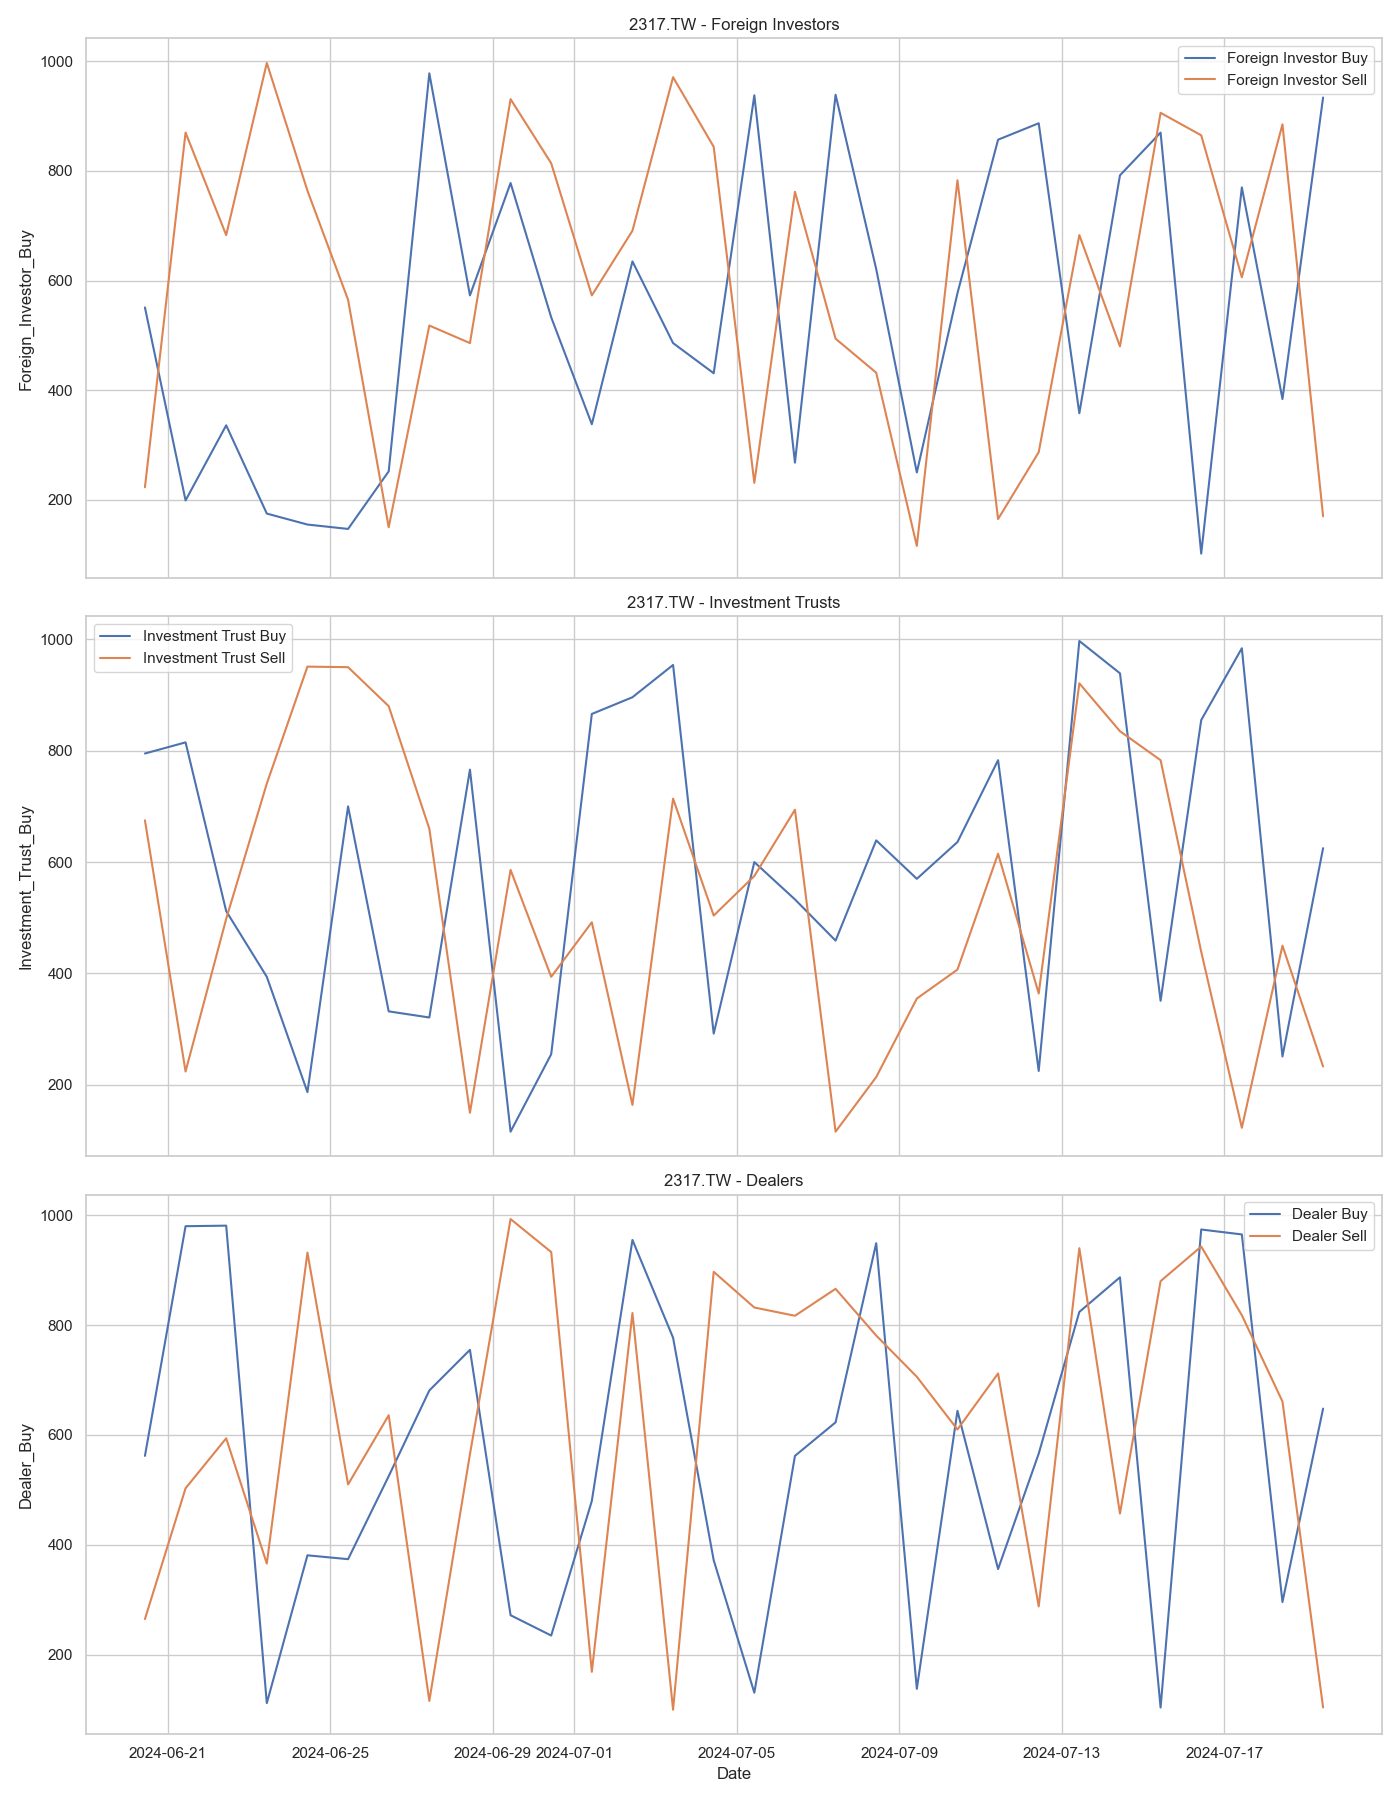 2317.TW - Foreign Investors
Foreign Investor Buy
Foreign Investor Sell
Foreign_Investor_Buy
1000
800
600
400
200
2317.TW - Investment Trusts
Investment Trust Buy
Investment Trust Sell
Investment_Trust_Buy
1000
800
600
400
200
2317.TW - Dealers
Dealer Buy
Dealer Sell
Dealer_Buy
1000
800
600
400
200
2024-06-21 2024-06-25 2024-06-29 2024-07-01 2024-07-05 2024-07-09 2024-07-13 2024-07-17
Date